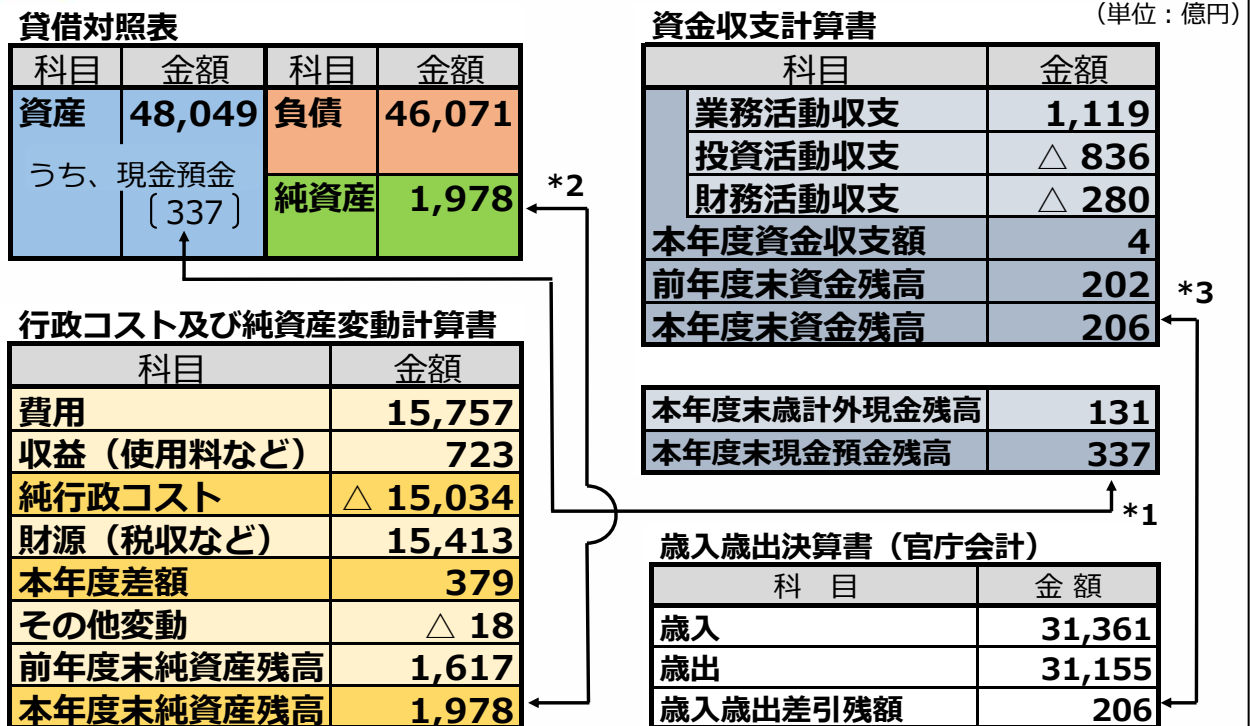 (単位:億円)
貸借対照表
科目 金額 科目 金額
資産 48,049 負債 46,071
うち、現金預金
〔337〕
純資産 1,978
*2
資金収支計算書
科目 金額
業務活動収支 1,119
投資活動収支 △ 836
財務活動収支 △ 280
本年度資金収支額 4
前年度末資金残高 202
本年度末資金残高 206
*3
本年度末歳計外現金残高 131
本年度末現金預金残高 337
*1
行政コスト及び純資産変動計算書
科目 金額
費用 15,757
収益(使用料など) 723
純行政コスト △ 15,034
財源(税収など) 15,413
本年度差額 379
その他変動 △ 18
前年度末純資産残高 1,617
本年度末純資産残高 1,978
歳入歳出決算書(官庁会計)
科 目 金 額
歳入 31,361
歳出 31,155
歳入歳出差引残額 206